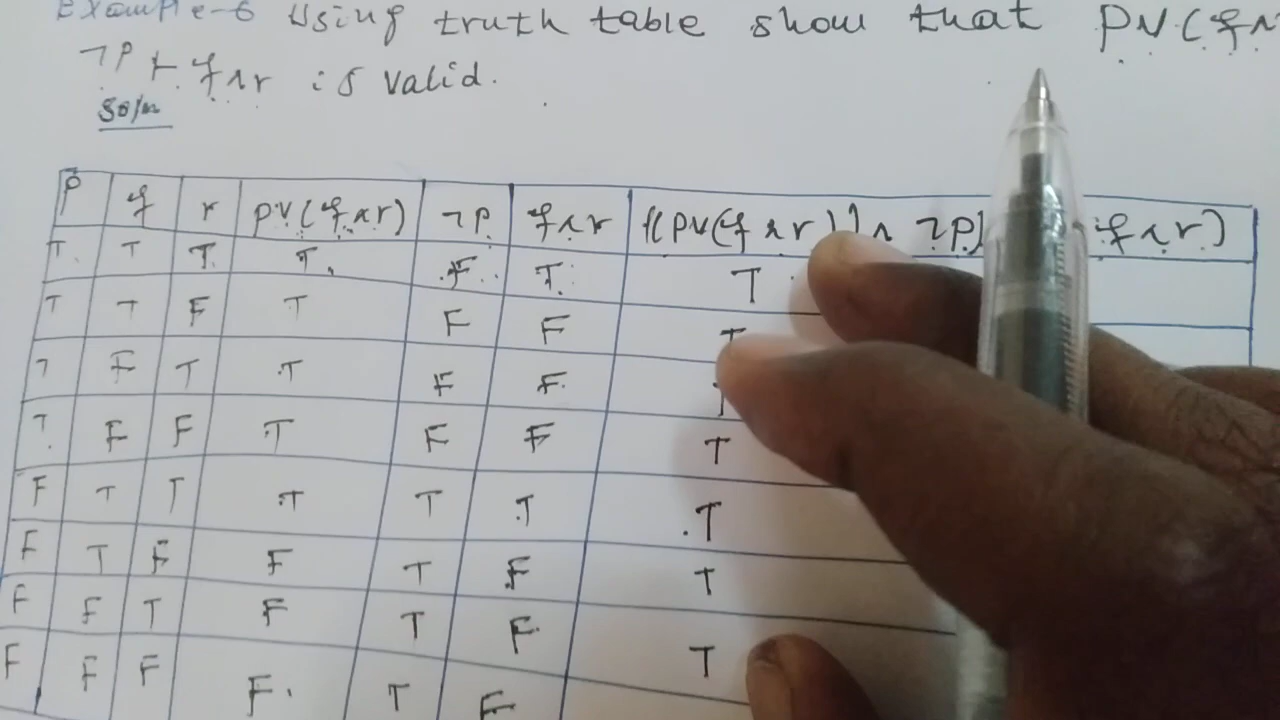 Example-6 Using truth table show that P∨(q∧
¬P ⊢ q∧r is valid.
Soln
P q r P∨(q∧r) ¬P q∧r [(P∨(q∧r))∧ ¬P] q∧r)
T T T T F T T
T T F T F F T
T F T T F F T
T F F T F F T
F T T T T T T
F T F F T F T
F F T F T F T
F F F F T F